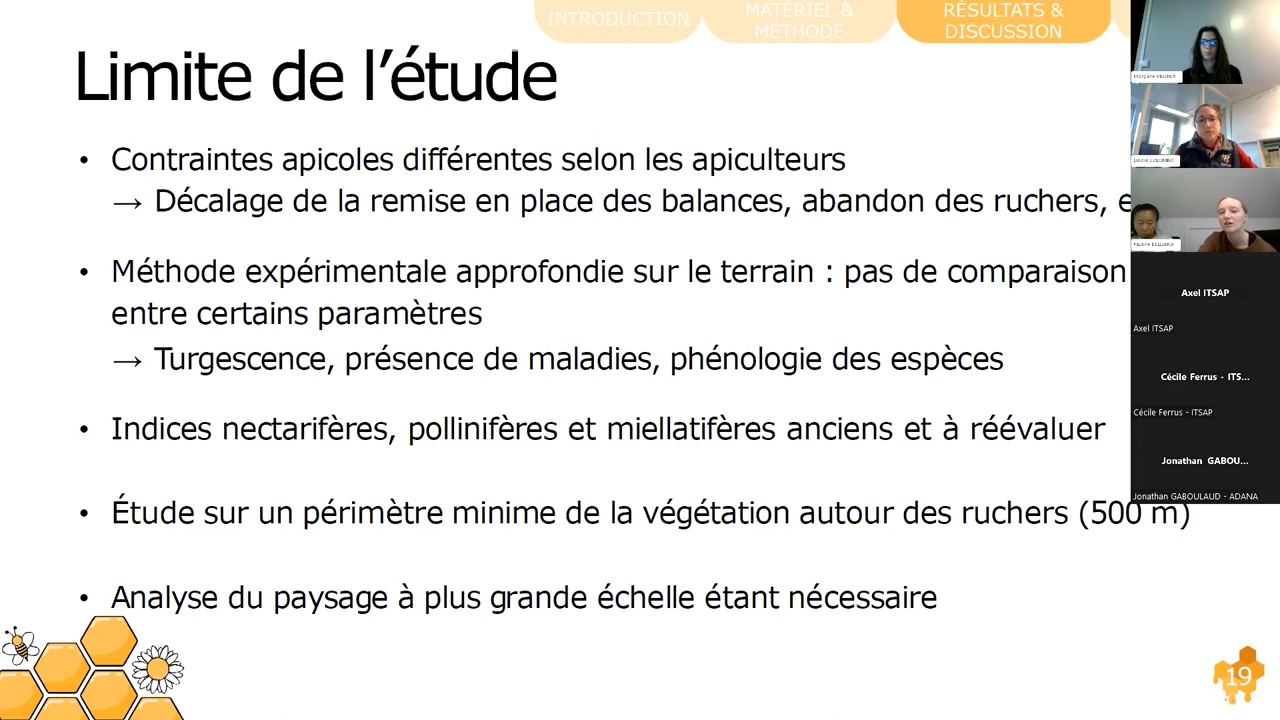 INTRODUCTION
MATÉRIEL &
MÉTHODE
RÉSULTATS &
DISCUSSION
Limite de l’étude
• Contraintes apicoles différentes selon les apiculteurs
→ Décalage de la remise en place des balances, abandon des ruchers, e
• Méthode expérimentale approfondie sur le terrain : pas de comparaison
entre certains paramètres
→ Turgescence, présence de maladies, phénologie des espèces
• Indices nectarifères, pollinifères et miellatifères anciens et à réévaluer
• Étude sur un périmètre minime de la végétation autour des ruchers (500 m)
• Analyse du paysage à plus grande échelle étant nécessaire
19
Axel ITSAP
Axel ITSAP
Cécile Ferrus - ITS...
Cécile Ferrus - ITSAP
Jonathan GABOU...
Jonathan GABOULAUD - ADANA